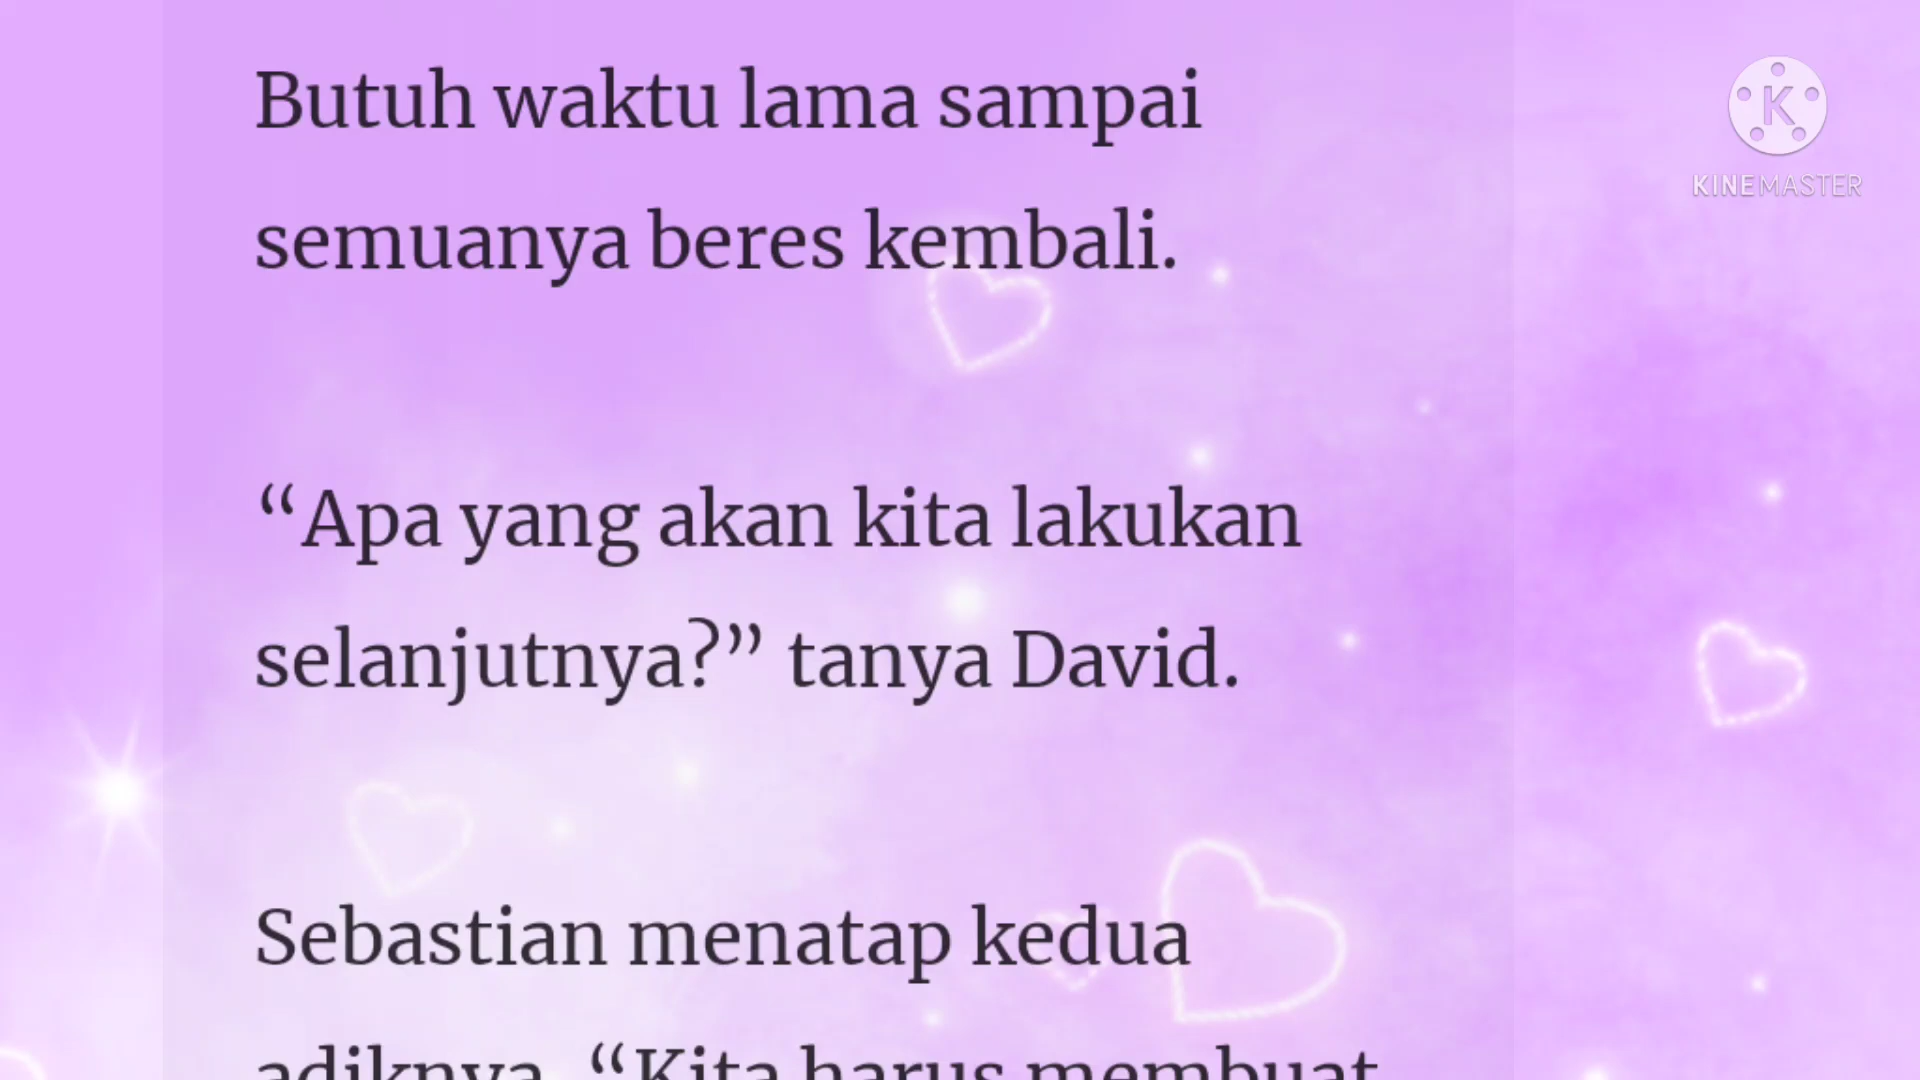 Butuh waktu lama sampai
semuanya beres kembali.
“Apa yang akan kita lakukan
selanjutnya?” tanya David.
Sebastian menatap kedua
adiknya. “Kita harus membuat
K
KINEMASTER